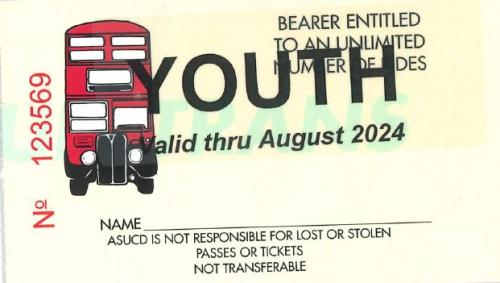 BEARER ENTITLED
TO AN UNLIMITED
NUMBER OF RIDES
YOUTH
Valid thru August 2024
UNITRANS
No 123569
NAME
ASUCD IS NOT RESPONSIBLE FOR LOST OR STOLEN
PASSES OR TICKETS
NOT TRANSFERABLE